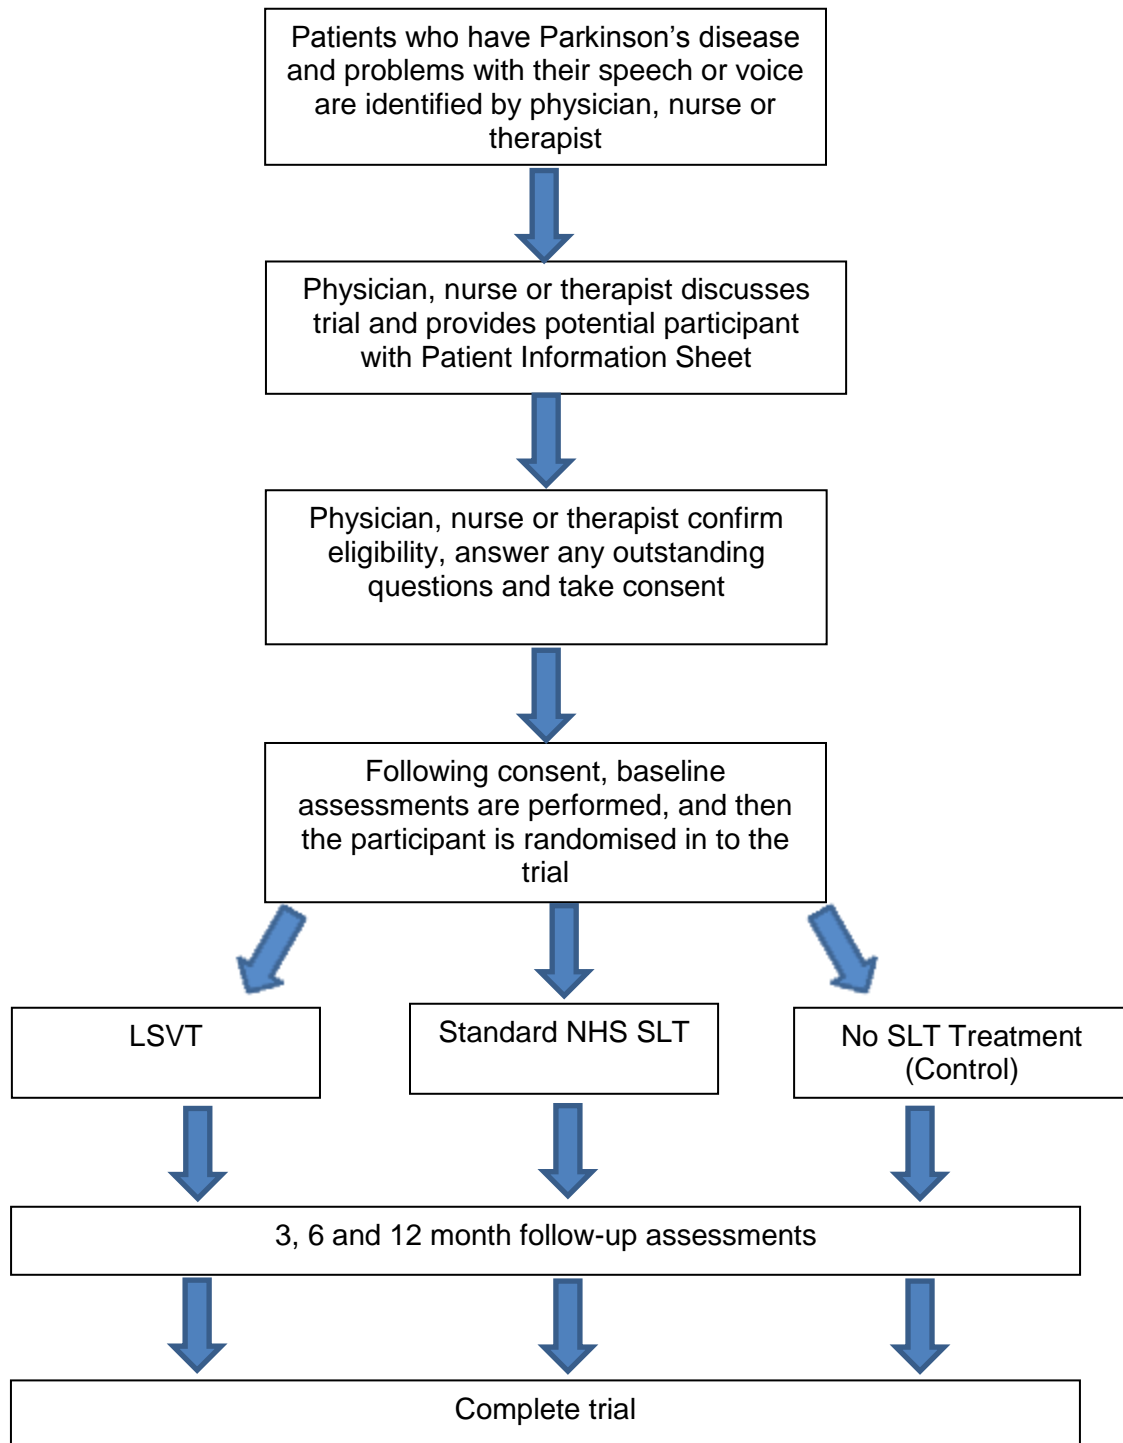 Patients who have Parkinson’s disease
and problems with their speech or voice
are identified by physician, nurse or
therapist
Physician, nurse or therapist discusses
trial and provides potential participant
with Patient Information Sheet
Physician, nurse or therapist confirm
eligibility, answer any outstanding
questions and take consent
Following consent, baseline
assessments are performed, and then
the participant is randomised in to the
trial
LSVT
Standard NHS SLT
No SLT Treatment
(Control)
3, 6 and 12 month follow-up assessments
Complete trial